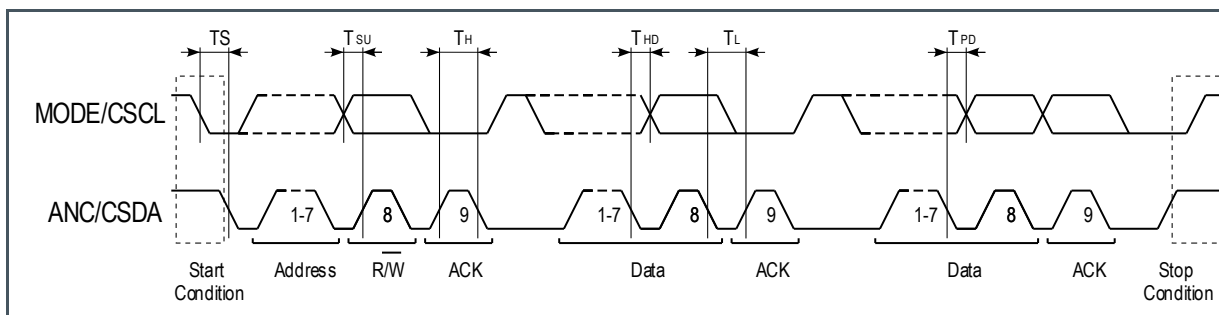 TS TSU TH THD TL TPD
MODE/CSCL
ANC/CSDA
1-7 8 9 1-7 8 9 1-7 8 9
Start Condition
Address
R/W
ACK
Data
ACK
Data
ACK
Stop Condition